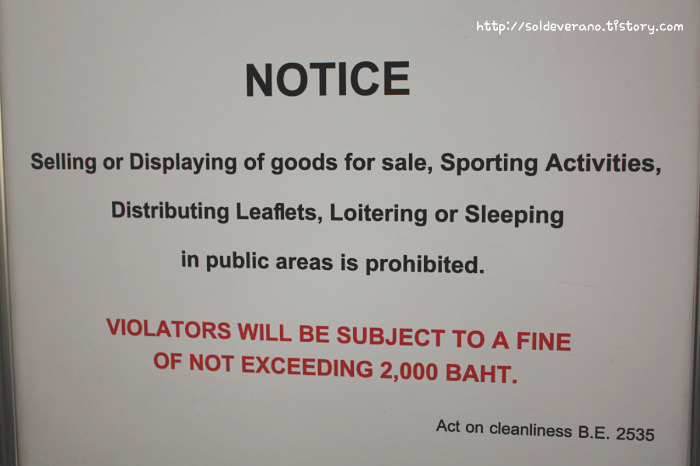 http://soldeverano.tistory.com
NOTICE
Selling or Displaying of goods for sale, Sporting Activities,
Distributing Leaflets, Loitering or Sleeping
in public areas is prohibited.
VIOLATORS WILL BE SUBJECT TO A FINE
OF NOT EXCEEDING 2,000 BAHT.
Act on cleanliness B.E. 2535